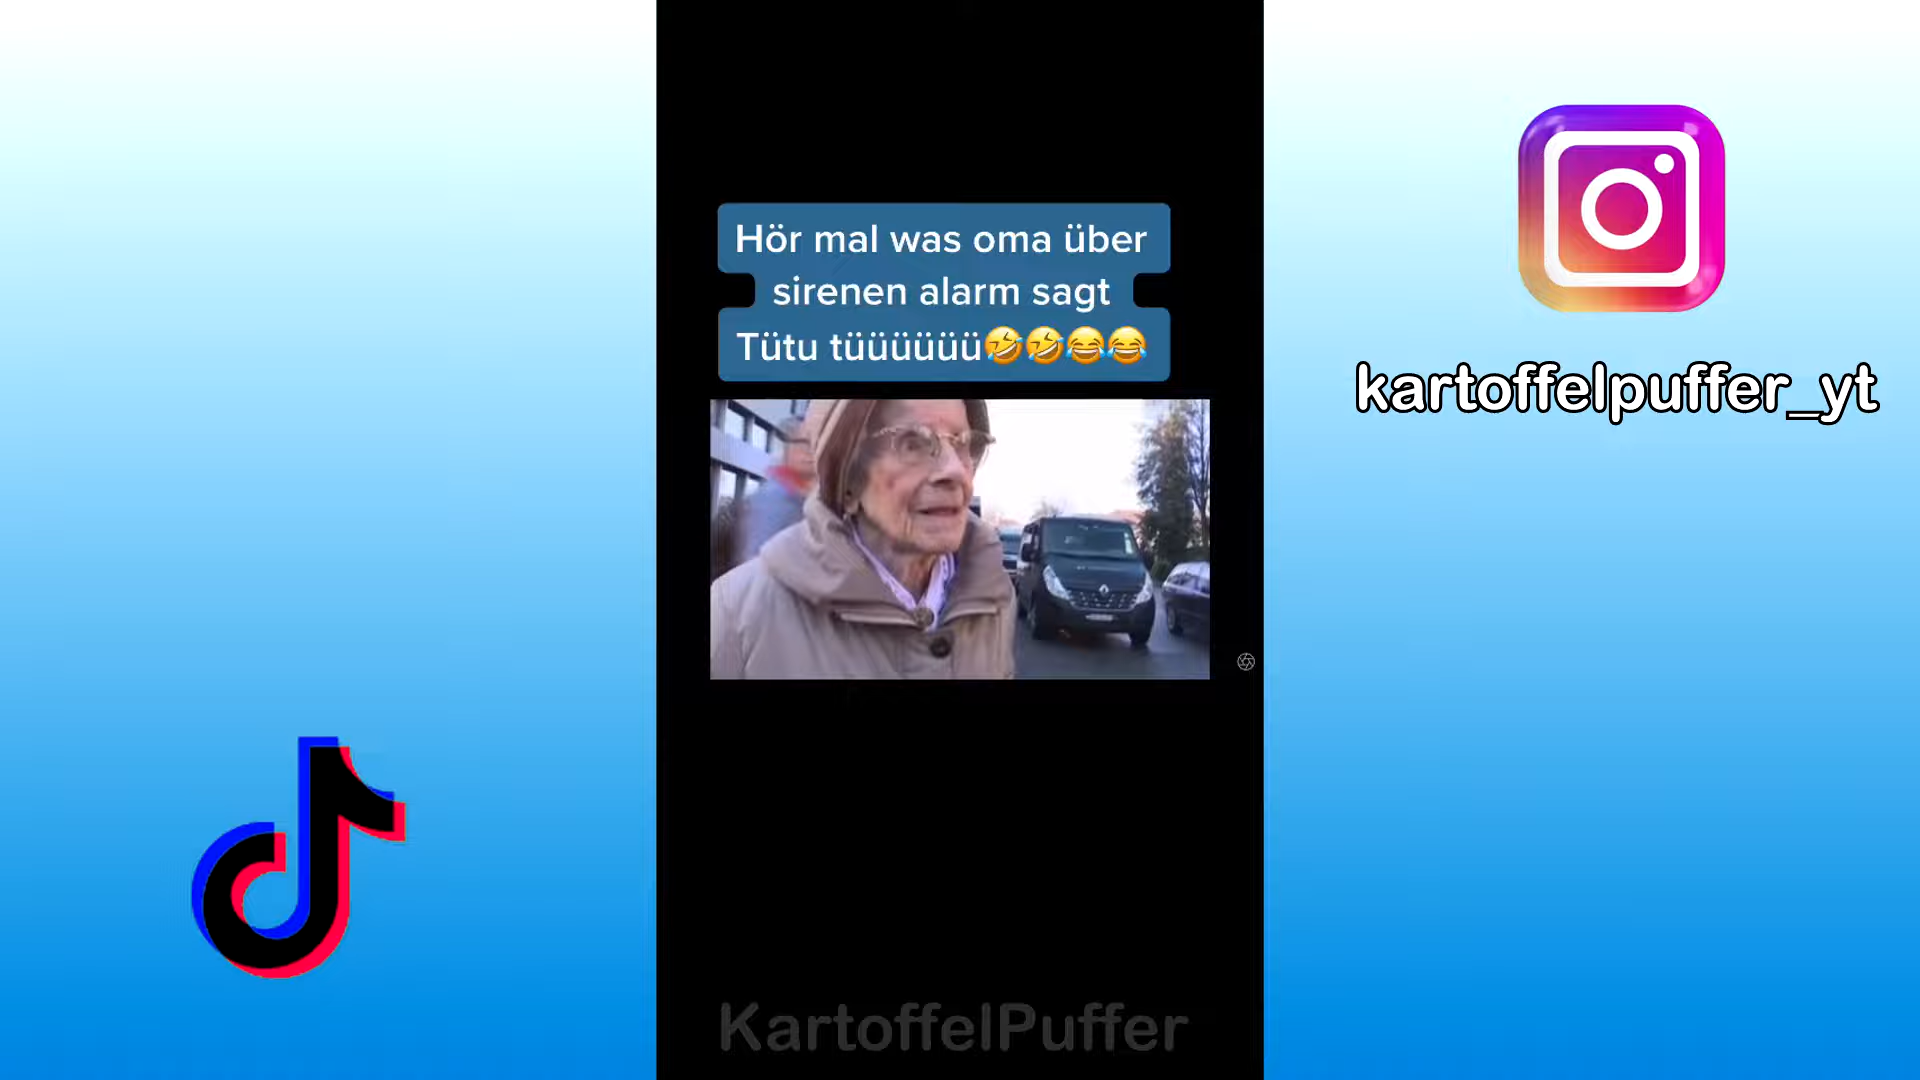 Hör mal was oma über
sirenen alarm sagt
Tütu tüüüüüü🤣🤣😂😂
kartoffelpuffer_yt
KartoffelPuffer